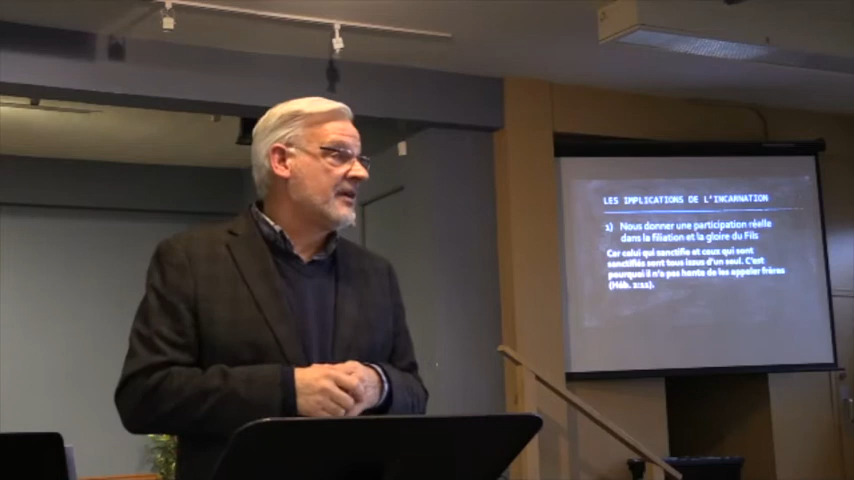 LES IMPLICATIONS DE L'INCARNATION
1) Nous donner une participation réelle
dans la filiation et la gloire du Fils
Car celui qui sanctifie et ceux qui sont
sanctifiés sont tous issus d'un seul. C'est
pourquoi il n'a pas honte de les appeler frères
(Héb. 2:11)